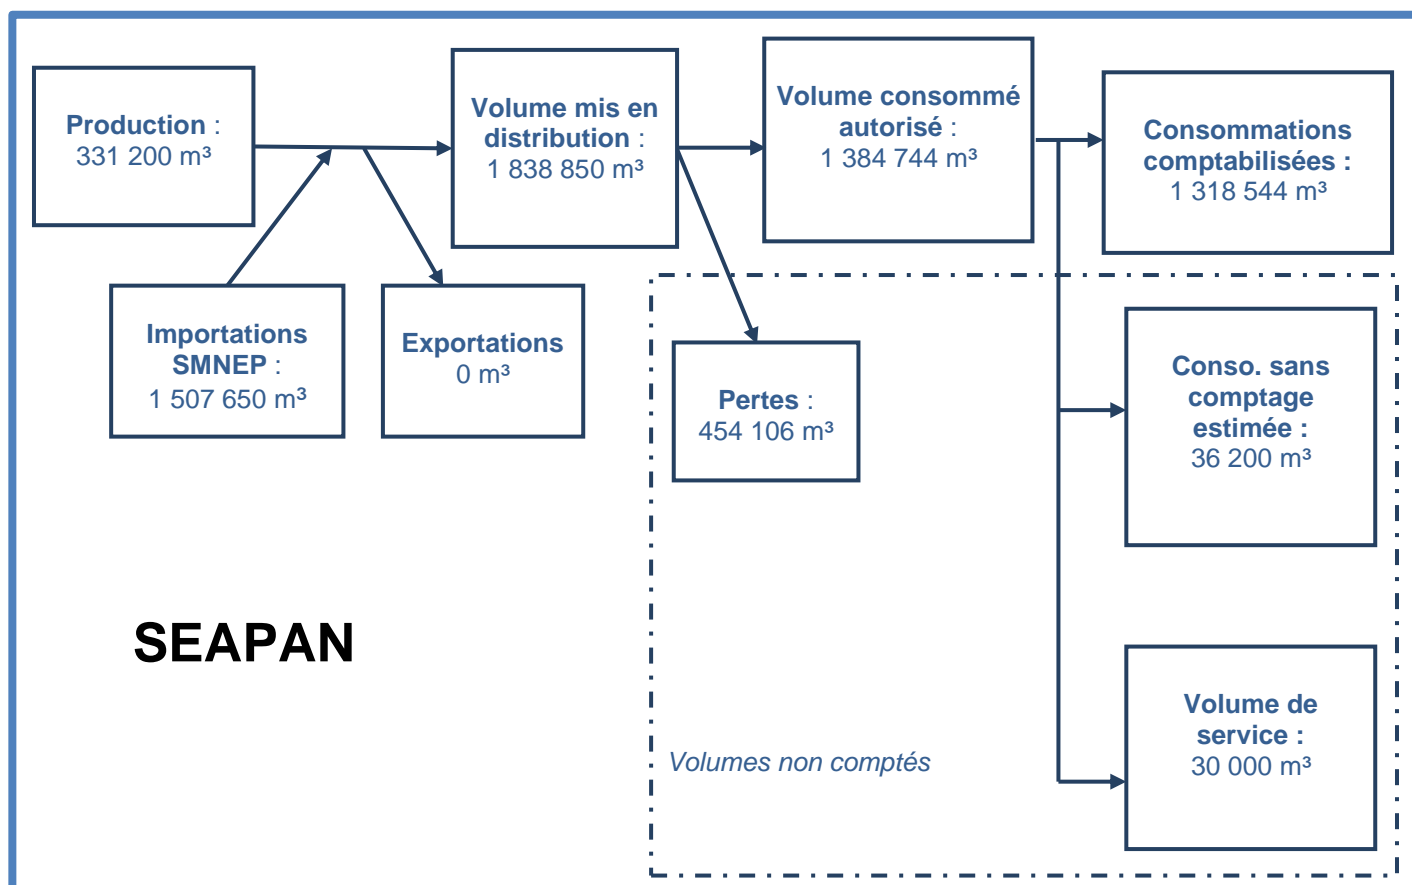 Production :
331 200 m³
Volume mis en
distribution :
1 838 850 m³
Volume consommé
autorisé :
1 384 744 m³
Consommations
comptabilisées :
1 318 544 m³
Importations
SMNEP :
1 507 650 m³
Exportations
0 m³
Pertes :
454 106 m³
Conso. sans
comptage
estimée :
36 200 m³
SEAPAN
Volumes non comptés
Volume de
service :
30 000 m³